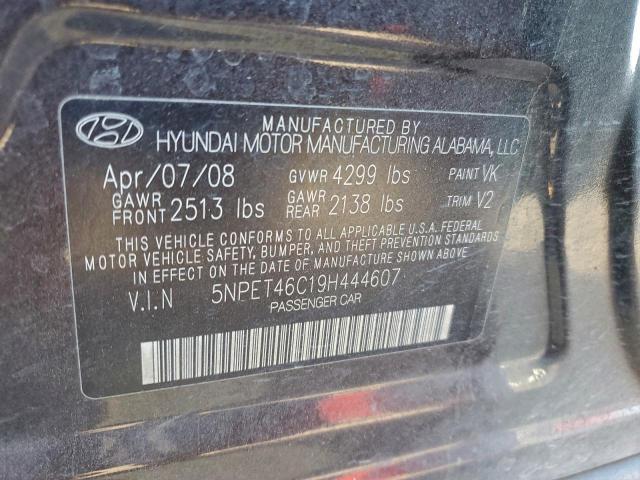 MANUFACTURED BY
HYUNDAI MOTOR MANUFACTURING ALABAMA, LLC
Apr/07/08 GVWR 4299 lbs PAINT VK
GAWR FRONT 2513 lbs GAWR REAR 2138 lbs TRIM V2
THIS VEHICLE CONFORMS TO ALL APPLICABLE U.S.A. FEDERAL
MOTOR VEHICLE SAFETY, BUMPER, AND THEFT PREVENTION STANDARDS
IN EFFECT ON THE DATE OF MANUFACTURE SHOWN ABOVE.
V.I.N 5NPET46C19H444607
PASSENGER CAR